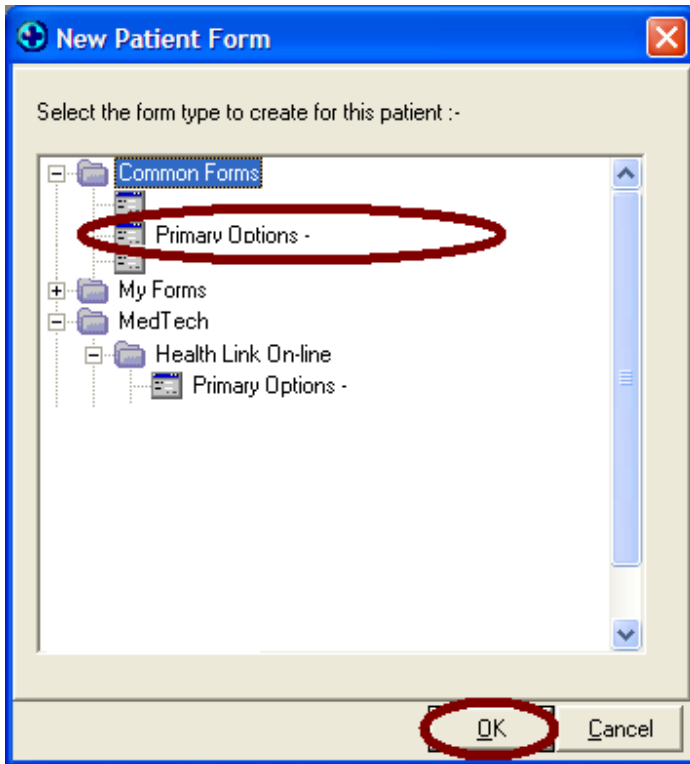 New Patient Form
Select the form type to create for this patient :-
Common Forms
Primary Options -
My Forms
MedTech
Health Link On-line
Primary Options -
OK
Cancel